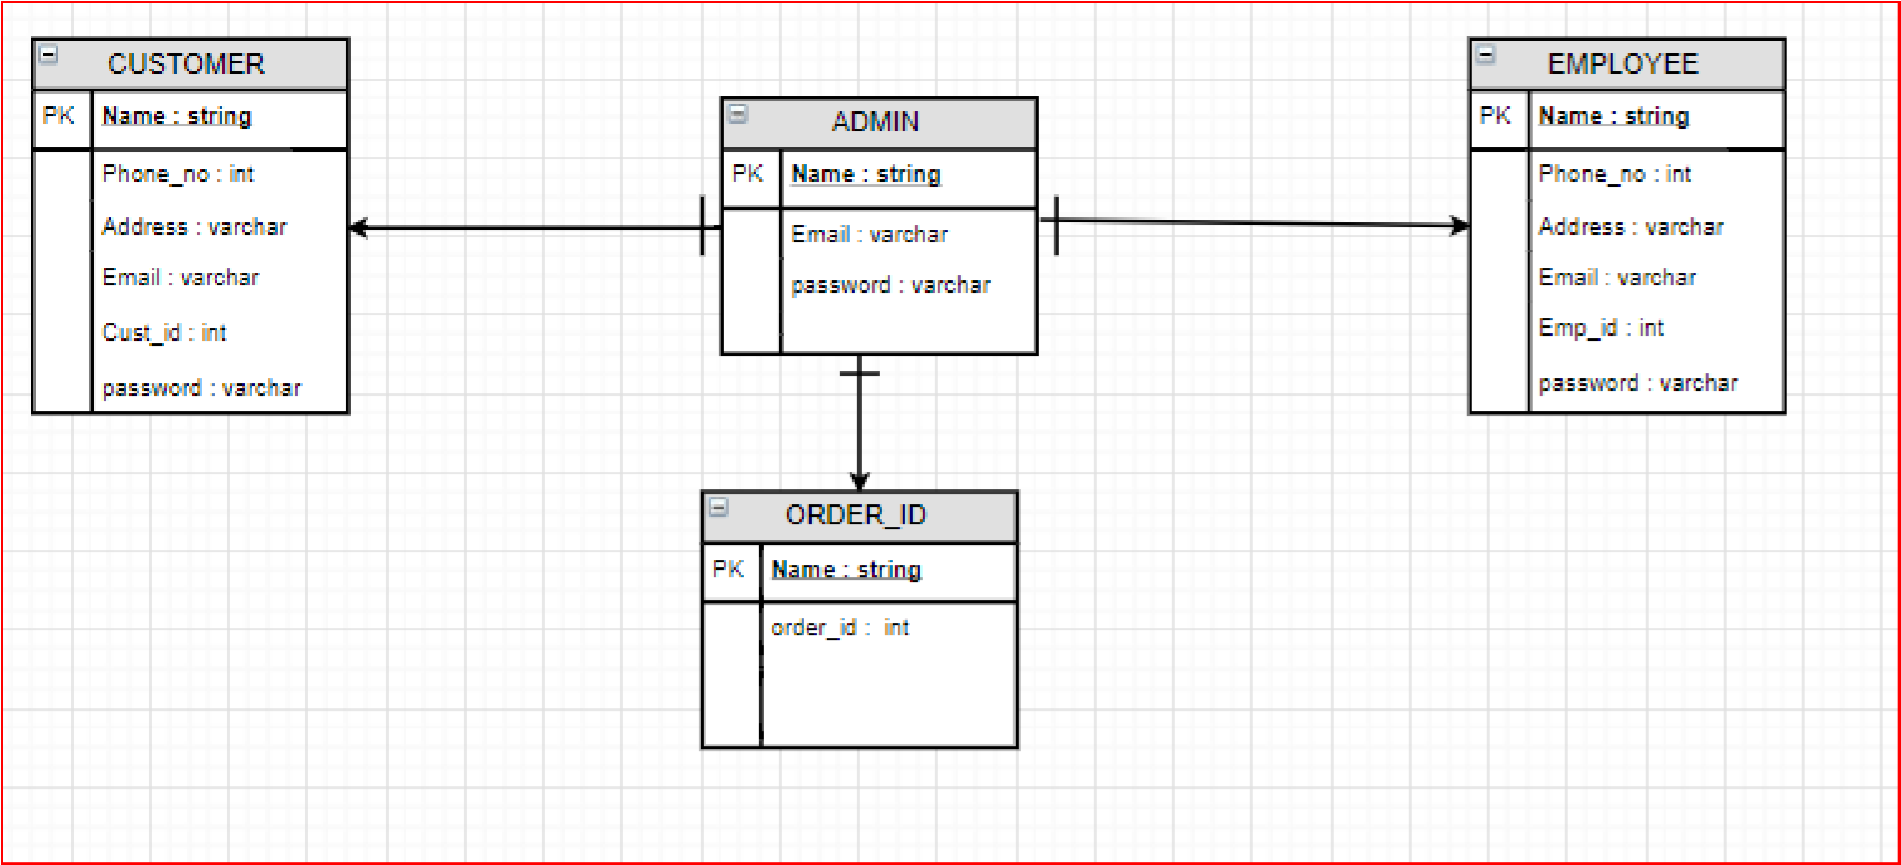 CUSTOMER
PK Name : string
Phone_no : int
Address : varchar
Email : varchar
Cust_id : int
password : varchar
ADMIN
PK Name : string
Email : varchar
password : varchar
EMPLOYEE
PK Name : string
Phone_no : int
Address : varchar
Email : varchar
Emp_id : int
password : varchar
ORDER_ID
PK Name : string
order_id : int